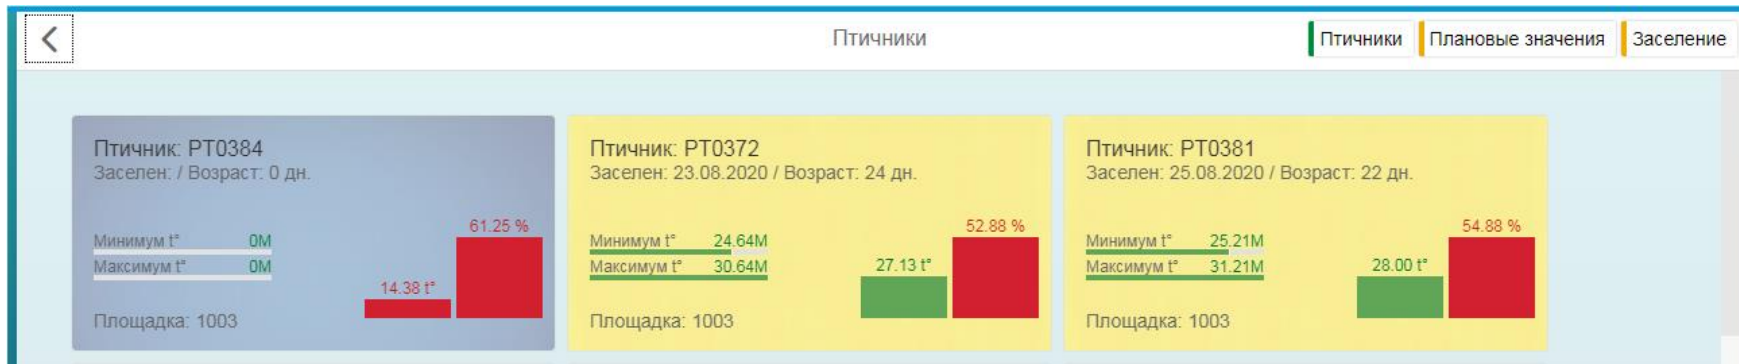 Птичники
Птичники
Плановые значения
Заселение
Птичник: PT0384
Заселен: / Возраст: 0 дн.
61.25 %
Минимум t° 0M
Максимум t° 0M
14.38 t°
Площадка: 1003
Птичник: PT0372
Заселен: 23.08.2020 / Возраст: 24 дн.
52.88 %
Минимум t° 24.64M
Максимум t° 30.64M
27.13 t°
Площадка: 1003
Птичник: PT0381
Заселен: 25.08.2020 / Возраст: 22 дн.
54.88 %
Минимум t° 25.21M
Максимум t° 31.21M
28.00 t°
Площадка: 1003